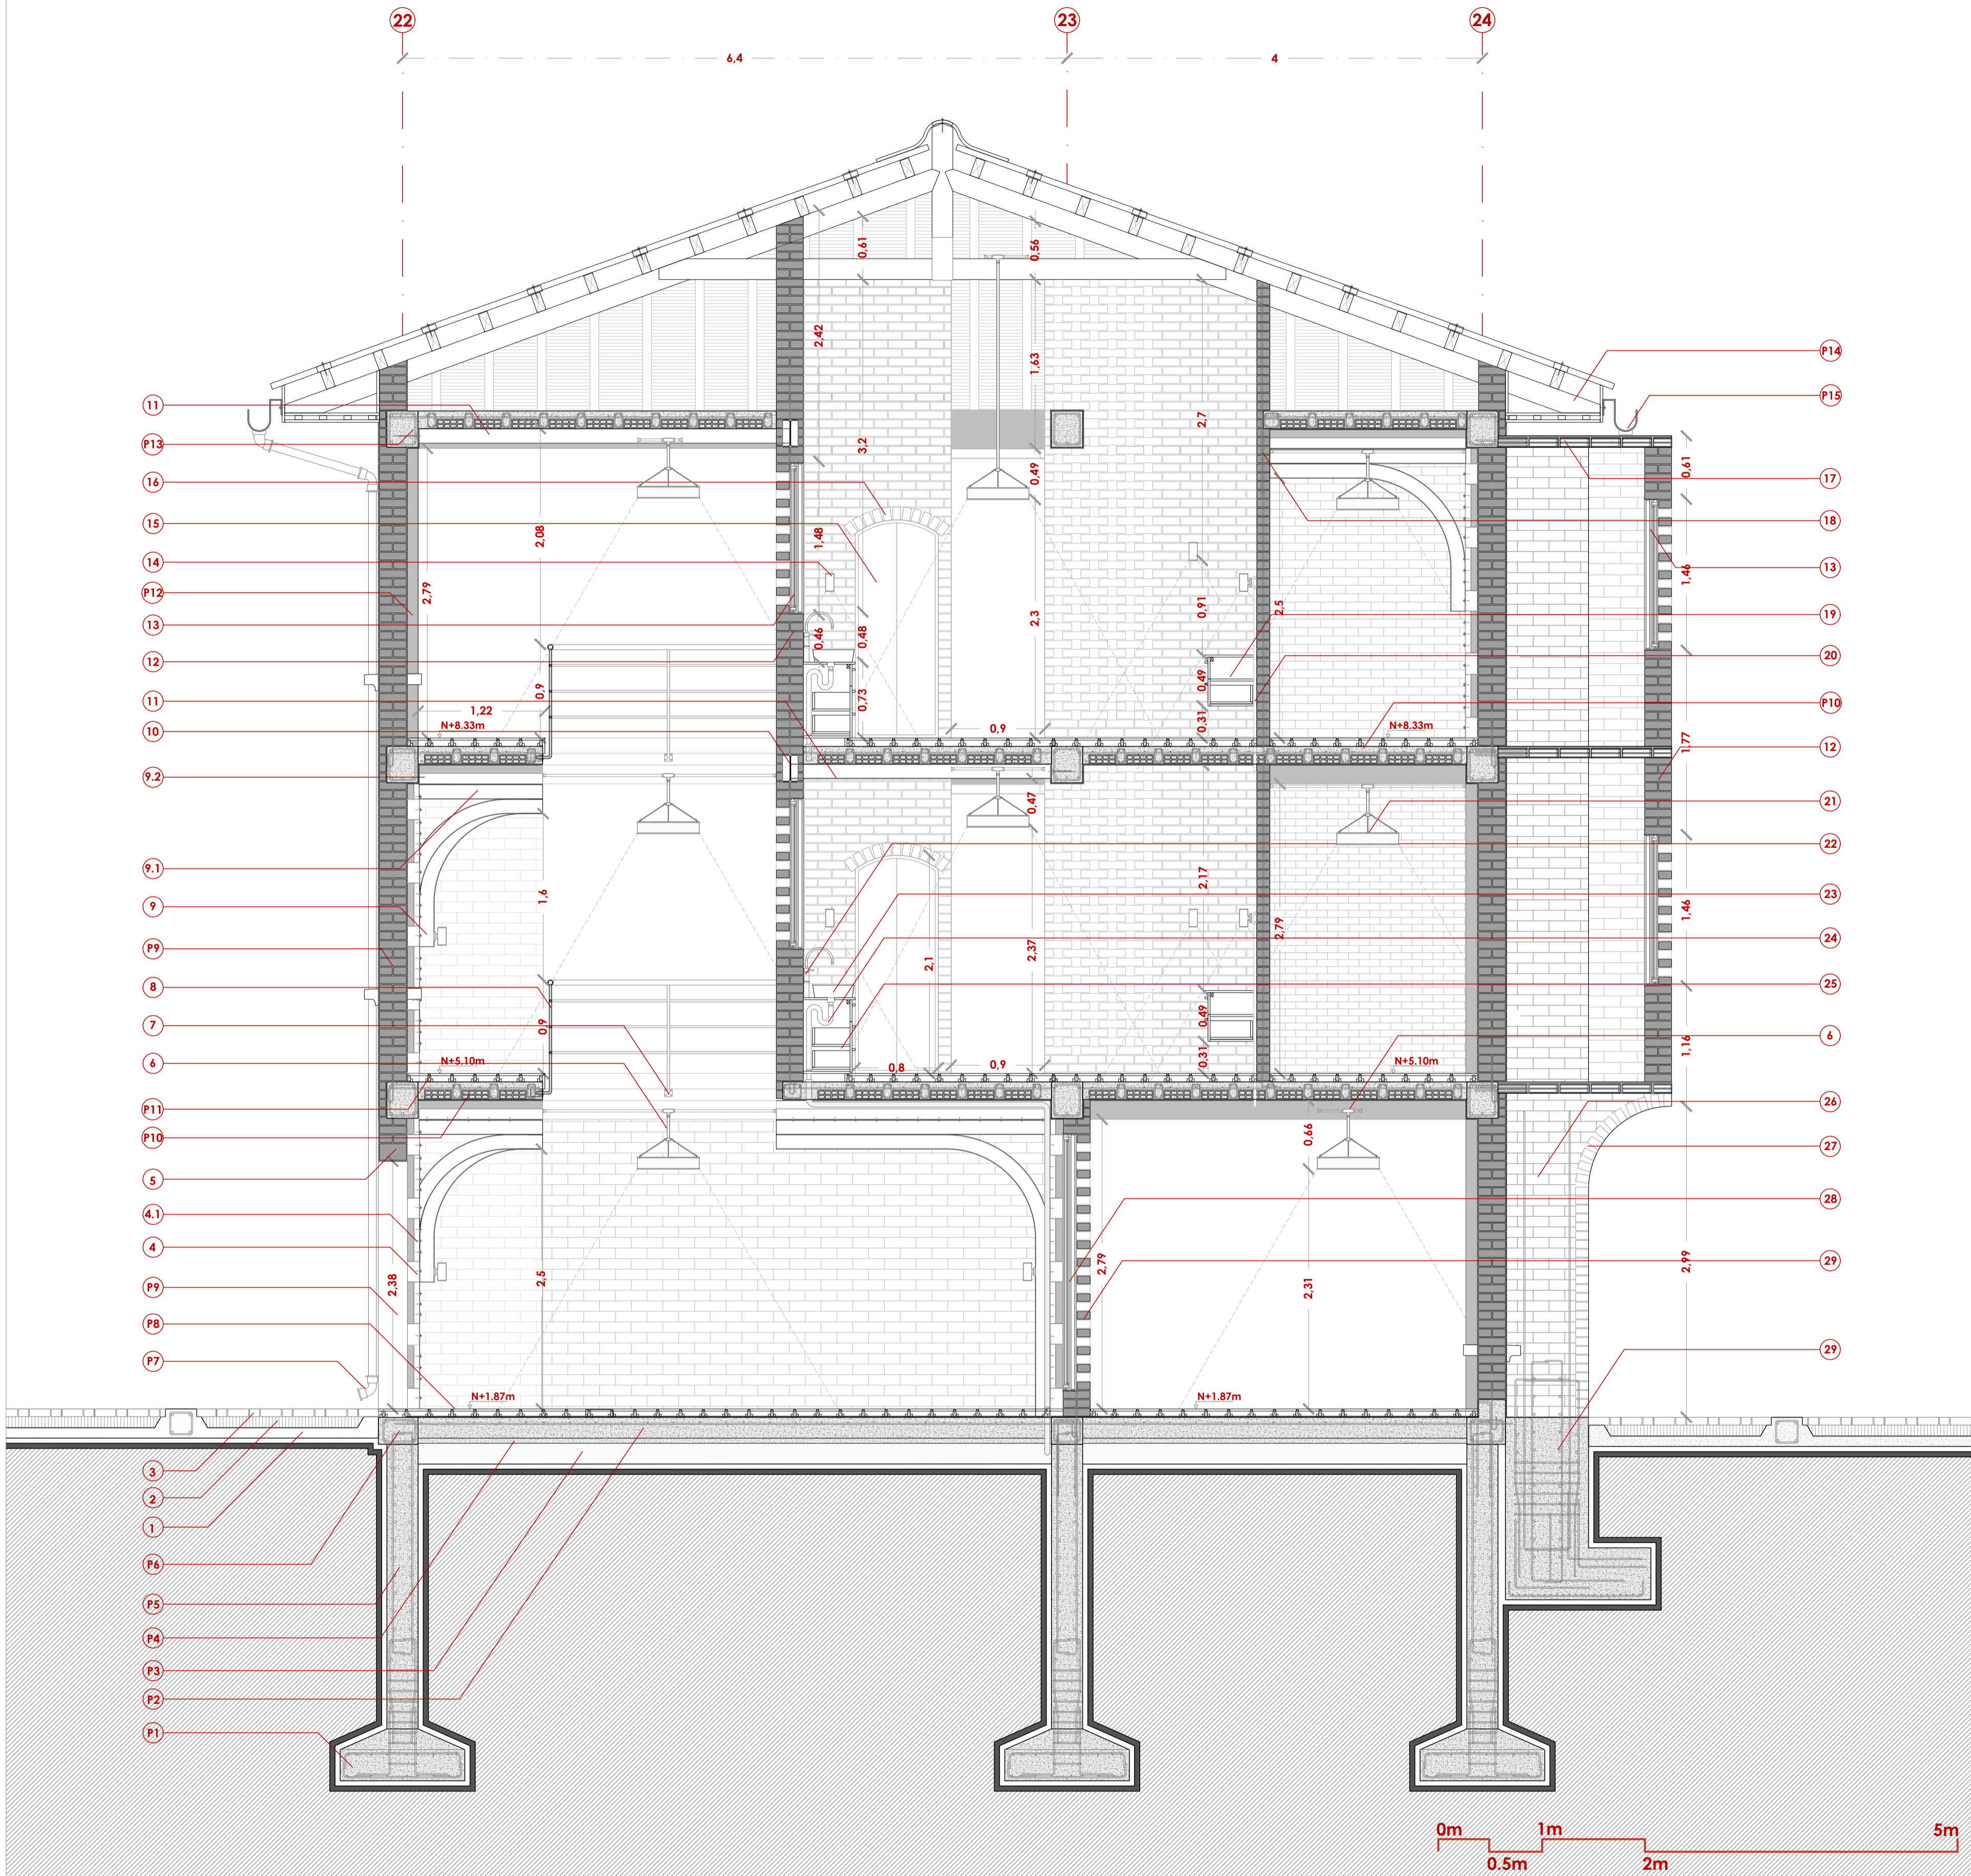 22 23 24
6,4 4
0,61 0,56
2,42 1,63
P14
P15
11
P13
3,2 2,7 0,49 0,61
16 17
15 18
2,08 1,48
14 13
P12 2,79 0,91 2,5 1,46
13 0,46 0,48 2,3 19
12 20
0,9 0,73 0,49
11 1,22 P10
10 N+8.33m 0,9 0,31 N+8.33m
1,77 12
9.2
0,47 21
9.1 22
1,6 2,17 23
9 2,79 1,46
P9 2,1 2,37 24
8 25
7 0,9 0,49
6 N+5.10m 0,8 0,9 0,31 N+5.10m 1,16 6
P11 26
P10 0,66 27
5
4.1 28
4 2,38 2,5 2,79 2,31 2,99 29
P9
P8 29
P7
N+1.87m N+1.87m
3
2
1
P6
P5
P4
P3
P2
P1
0m 1m 5m
0.5m 2m